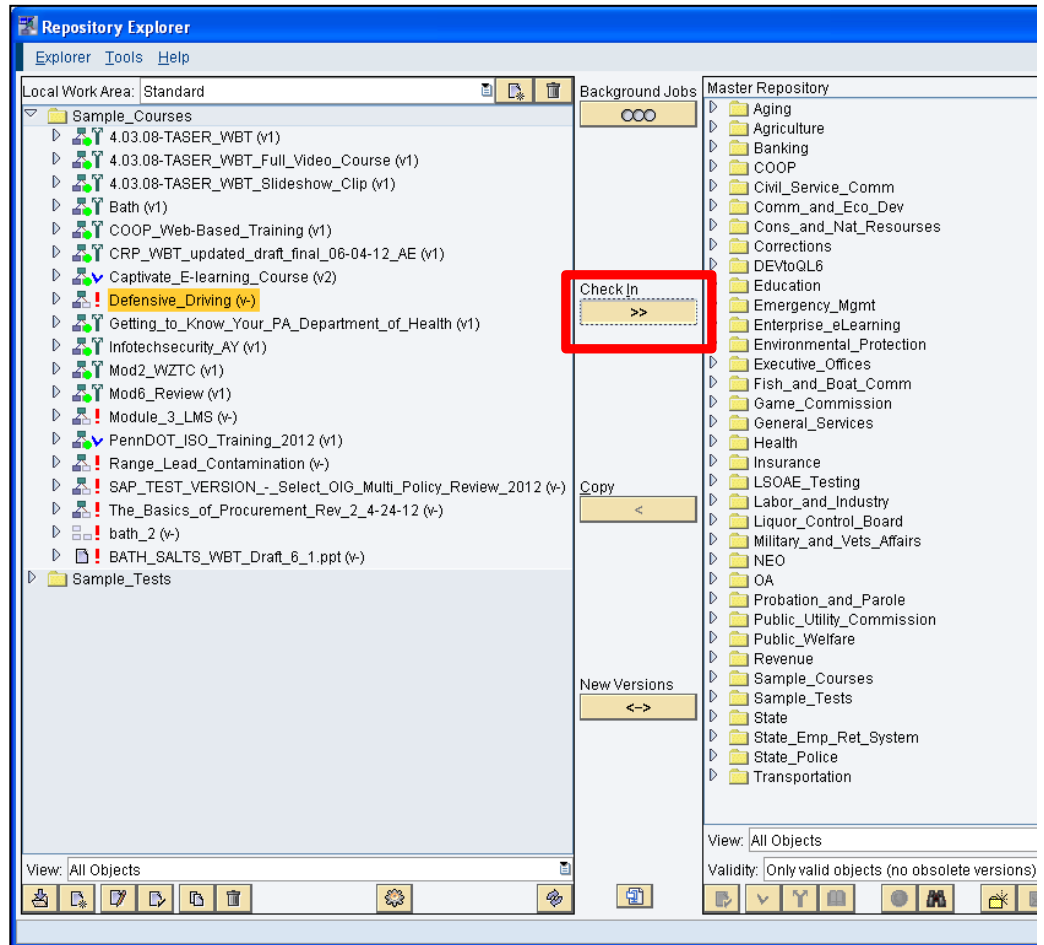 Repository Explorer
Explorer Tools Help
Local Work Area: Standard
Sample_Courses
4.03.08-TASER_WBT (v1)
4.03.08-TASER_WBT_Full_Video_Course (v1)
4.03.08-TASER_WBT_Slideshow_Clip (v1)
Bath (v1)
COOP_Web-Based_Training (v1)
CRP_WBT_updated_draft_final_06-04-12_AE (v1)
Captivate_E-learning_Course (v2)
Defensive_Driving (v-)
Getting_to_Know_Your_PA_Department_of_Health (v1)
Infotechsecurity_AY (v1)
Mod2_WZTC (v1)
Mod6_Review (v1)
Module_3_LMS (v-)
PennDOT_ISO_Training_2012 (v1)
Range_Lead_Contamination (v-)
SAP_TEST_VERSION_-_Select_OIG_Multi_Policy_Review_2012 (v-)
The_Basics_of_Procurement_Rev_2_4-24-12 (v-)
bath_2 (v-)
BATH_SALTS_WBT_Draft_6_1.ppt (v-)
Sample_Tests
View: All Objects
Background Jobs
Check In
>>
Copy
<
New Versions
<->
Master Repository
Aging
Agriculture
Banking
COOP
Civil_Service_Comm
Comm_and_Eco_Dev
Cons_and_Nat_Resourses
Corrections
DEVtoQL6
Education
Emergency_Mgmt
Enterprise_eLearning
Environmental_Protection
Executive_Offices
Fish_and_Boat_Comm
Game_Commission
General_Services
Health
Insurance
LSOAE_Testing
Labor_and_Industry
Liquor_Control_Board
Military_and_Vets_Affairs
NEO
OA
Probation_and_Parole
Public_Utility_Commission
Public_Welfare
Revenue
Sample_Courses
Sample_Tests
State
State_Emp_Ret_System
State_Police
Transportation
View: All Objects
Validity: Only valid objects (no obsolete versions)